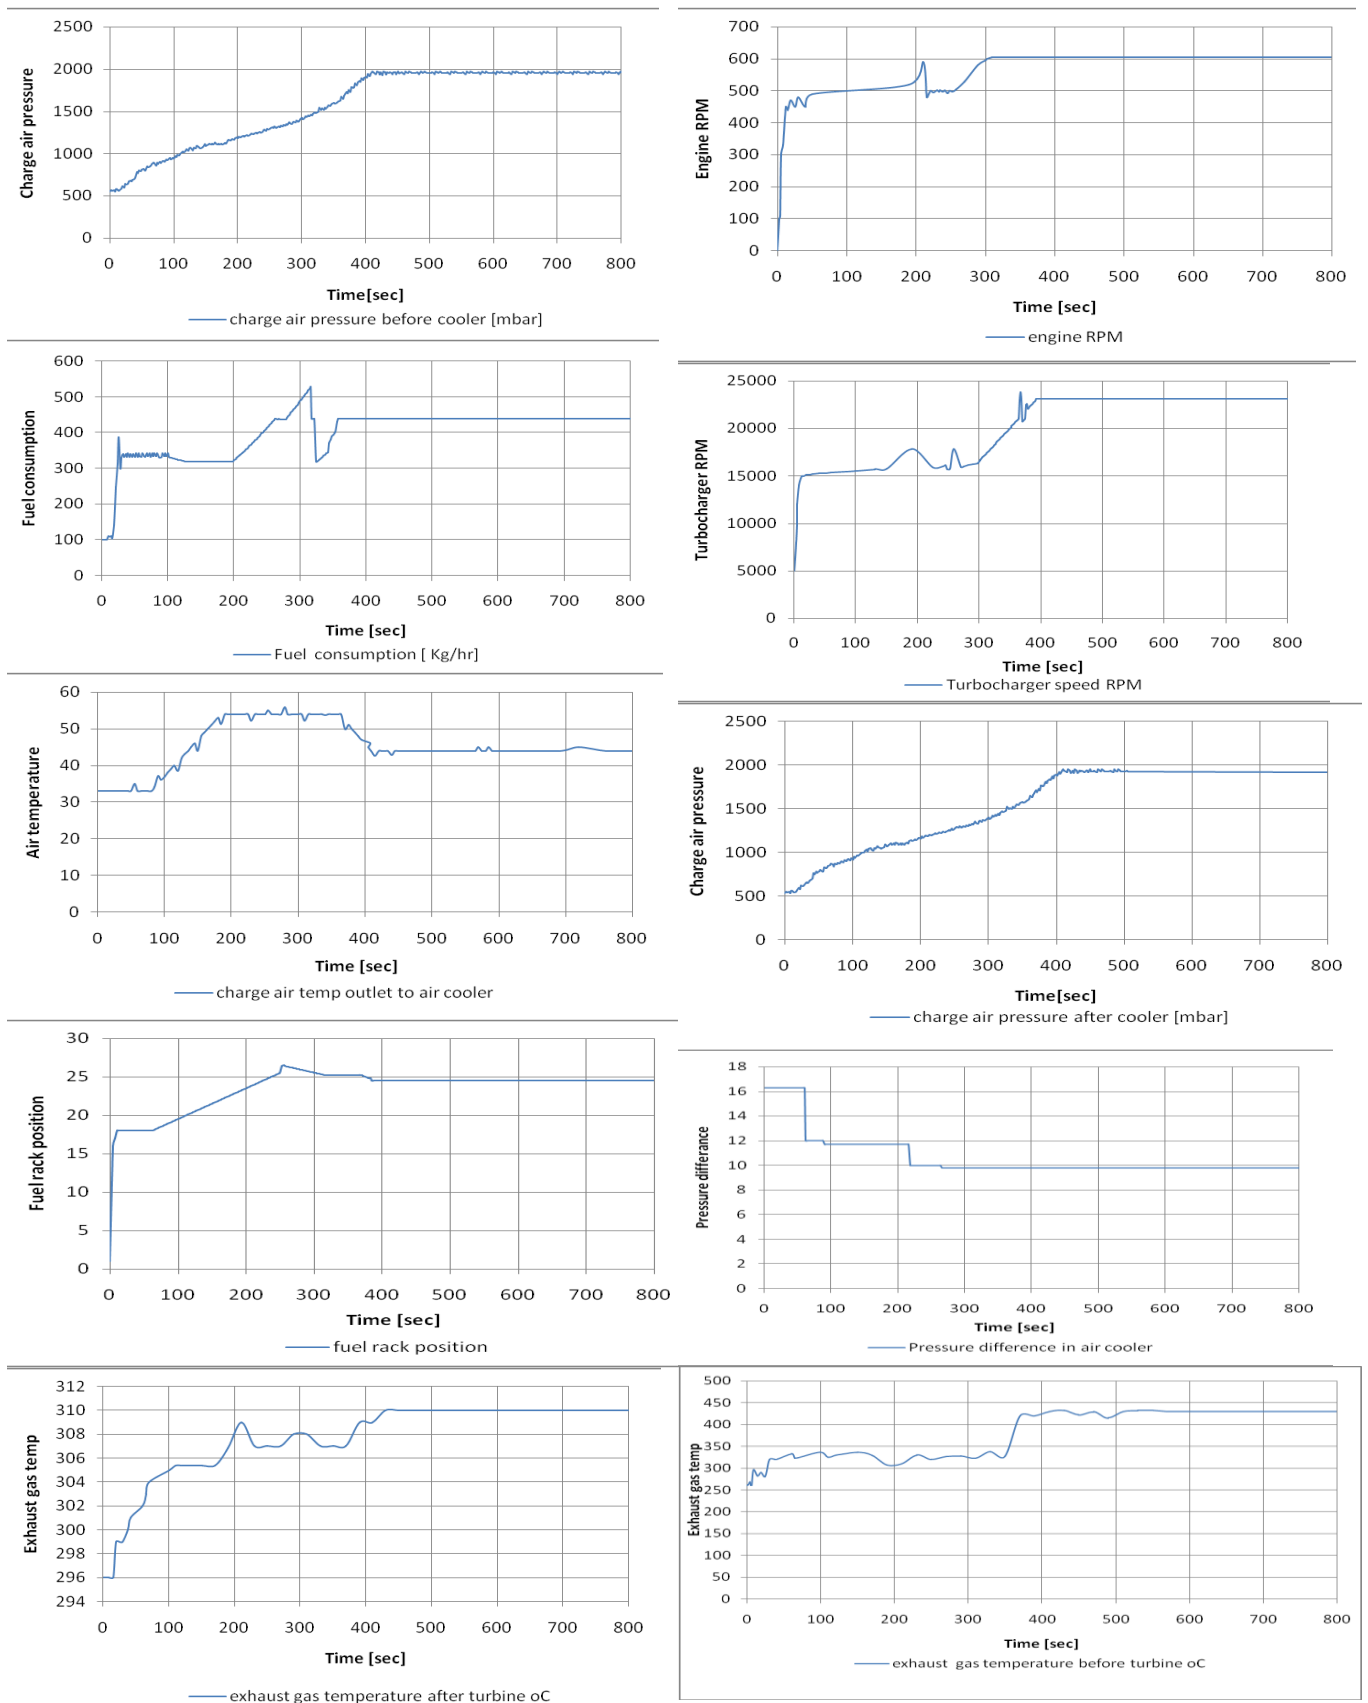 2500
2000
1500
1000
500
0
Charge air pressure
0 100 200 300 400 500 600 700 800
Time[sec]
charge air pressure before cooler [mbar]
700
600
500
400
300
200
100
0
Engine RPM
0 100 200 300 400 500 600 700 800
Time [sec]
engine RPM
600
500
400
300
200
100
0
Fuel consumption
0 100 200 300 400 500 600 700 800
Time [sec]
Fuel consumption [ Kg/hr]
25000
20000
15000
10000
5000
0
Turbocharger RPM
0 100 200 300 400 500 600 700 800
Time [sec]
Turbocharger speed RPM
60
50
40
30
20
10
0
Air temperature
0 100 200 300 400 500 600 700 800
Time [sec]
charge air temp outlet to air cooler
2500
2000
1500
1000
500
0
Charge air pressure
0 100 200 300 400 500 600 700 800
Time[sec]
charge air pressure after cooler [mbar]
30
25
20
15
10
5
0
Fuel rack position
0 100 200 300 400 500 600 700 800
Time [sec]
fuel rack position
18
16
14
12
10
8
6
4
2
0
Pressure differance
0 100 200 300 400 500 600 700 800
Time [sec]
Pressure difference in air cooler
312
310
308
306
304
302
300
298
296
294
Exhaust gas temp
0 100 200 300 400 500 600 700 800
Time [sec]
exhaust gas temperature after turbine oC
500
450
400
350
300
250
200
150
100
50
0
Exhaust gas temp
0 100 200 300 400 500 600 700 800
Time [sec]
exhaust gas temperature before turbine oC